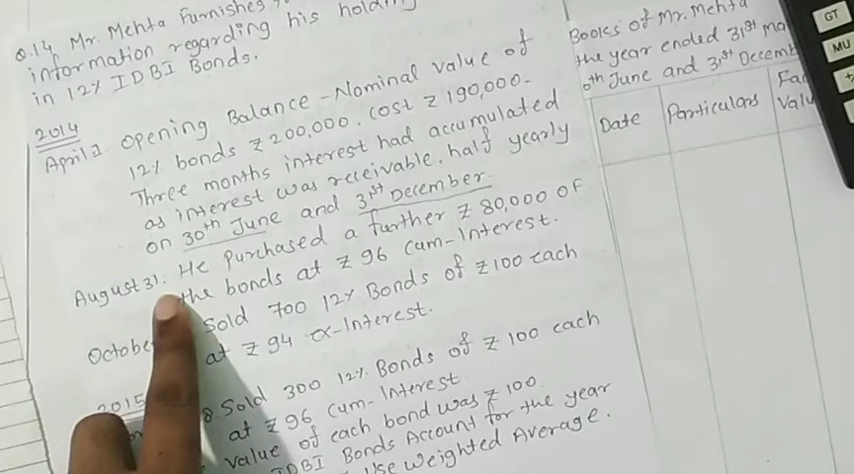 Q.14. Mr. Mehta Furnishes
information regarding his holding
in 12% IDBI Bonds.
2014
April 1 Opening Balance - Nominal value of
12% bonds ₹ 200,000. cost ₹ 190,000.
Three months interest had accumulated
as interest was receivable. half yearly
on 30th June and 31st December.
August 31. He purchased a further ₹ 80,000 OF
the bonds at ₹ 96 Cum-Interest.
Octobe Sold 700 12% Bonds of ₹100 each
at ₹ 94 ex-Interest.
2015
Sold 300 12% Bonds of ₹ 100 each
at ₹96 Cum-Interest
value of each bond was ₹ 100.
IDBI Bonds Account for the year
Use weighted Average.
Books of Mr. Mehta
the year ended 31st Ma
30th June and 31st Decemb
Date
Particulars
Fa
Valu
GT
MU